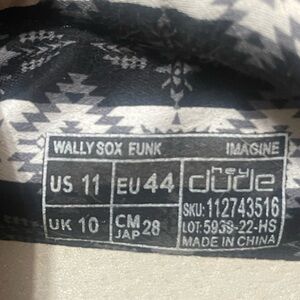 WALLY SOX FUNK IMAGINE
US 11 EU 44 hey dude
UK 10 CM JAP 28 SKU: 112743516
LOT: 5938-22-HS
MADE IN CHINA